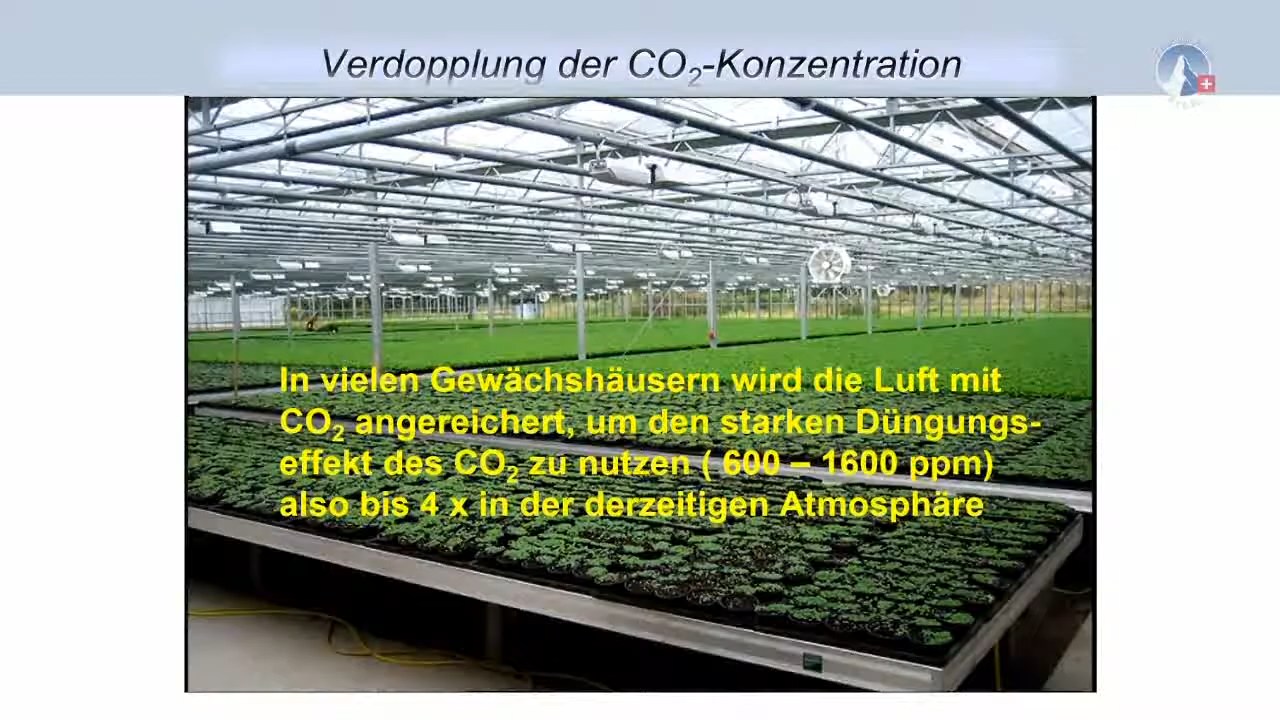 Verdopplung der CO₂-Konzentration
In vielen Gewächshäusern wird die Luft mit
CO₂ angereichert, um den starken Düngungs-
effekt des CO₂ zu nutzen ( 600 – 1600 ppm)
also bis 4 x in der derzeitigen Atmosphäre